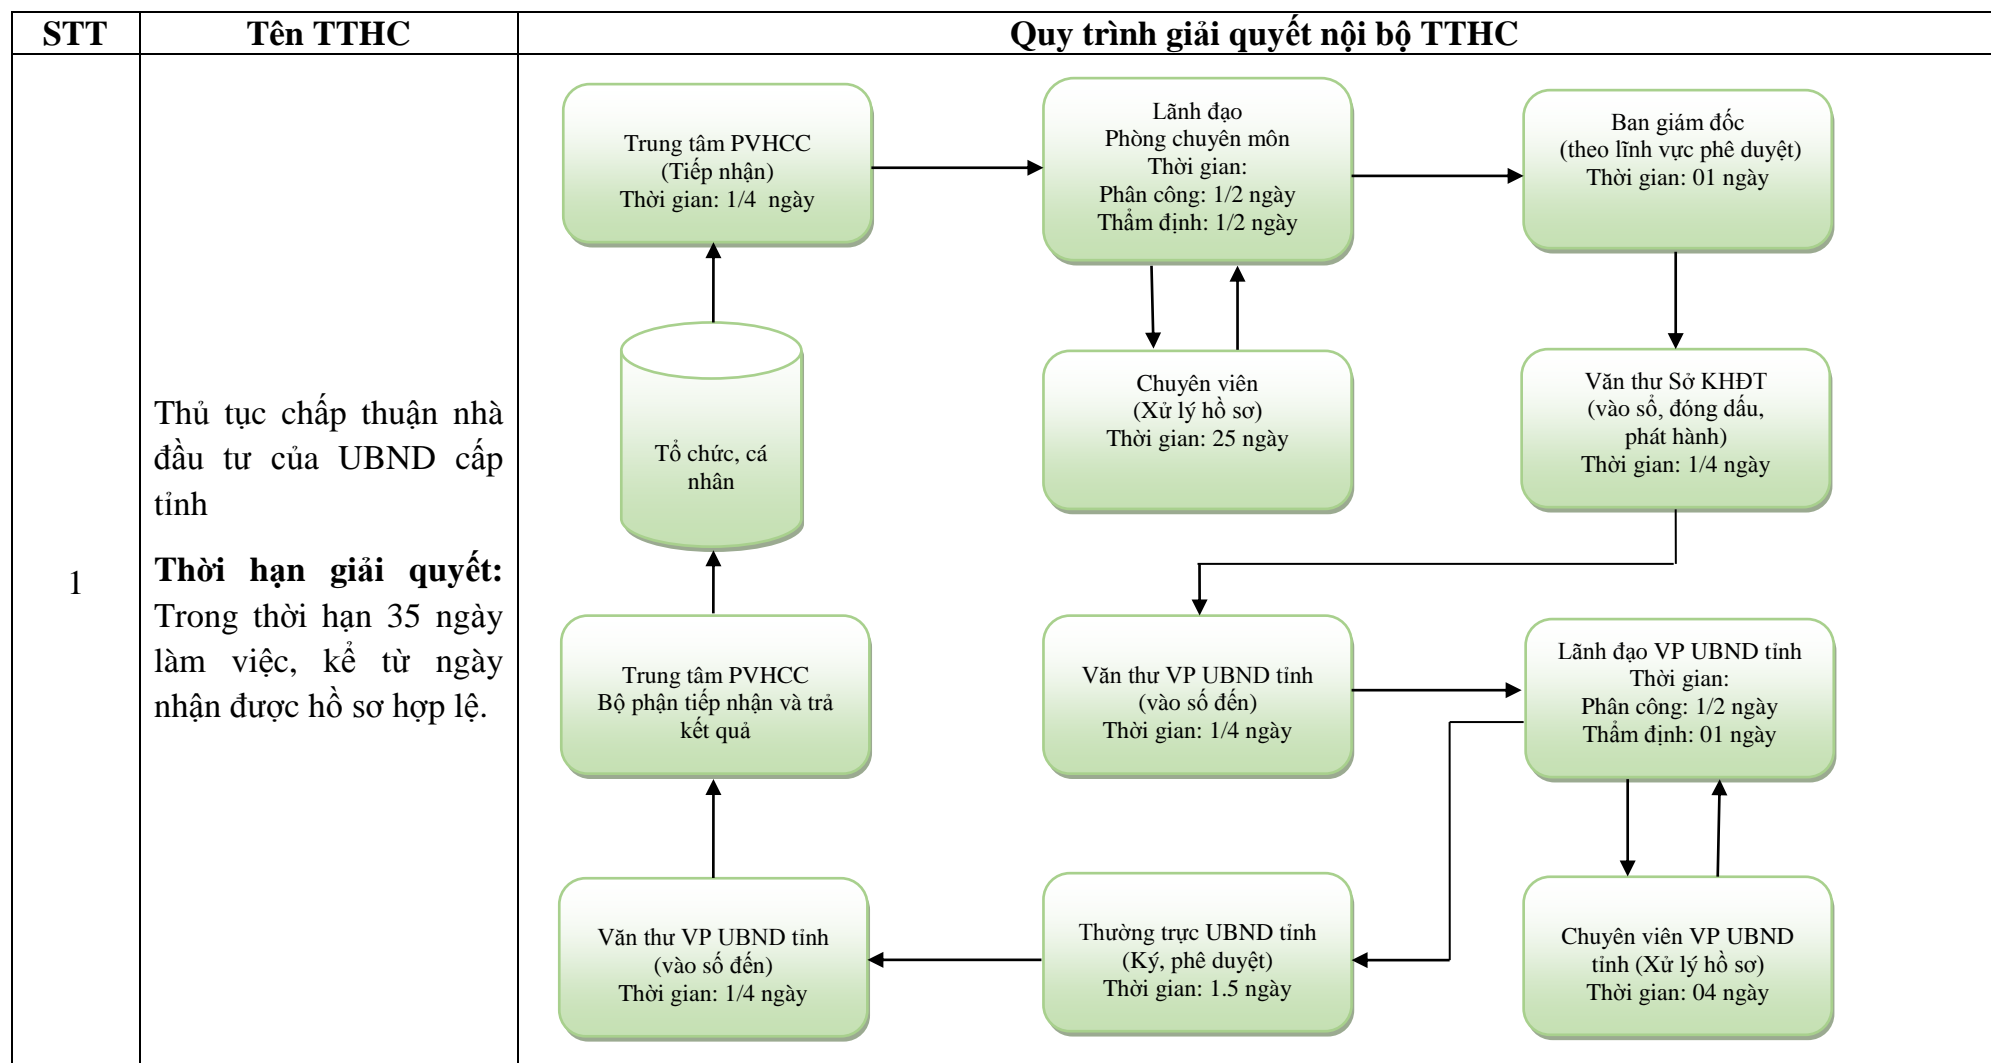 STT
Tên TTHC
Quy trình giải quyết nội bộ TTHC
1
Thủ tục chấp thuận nhà
đầu tư của UBND cấp
tỉnh
Thời hạn giải quyết:
Trong thời hạn 35 ngày
làm việc, kể từ ngày
nhận được hồ sơ hợp lệ.
Trung tâm PVHCC
(Tiếp nhận)
Thời gian: 1/4 ngày
Lãnh đạo
Phòng chuyên môn
Thời gian:
Phân công: 1/2 ngày
Thẩm định: 1/2 ngày
Ban giám đốc
(theo lĩnh vực phê duyệt)
Thời gian: 01 ngày
Tổ chức, cá
nhân
Chuyên viên
(Xử lý hồ sơ)
Thời gian: 25 ngày
Văn thư Sở KHĐT
(vào sổ, đóng dấu,
phát hành)
Thời gian: 1/4 ngày
Trung tâm PVHCC
Bộ phận tiếp nhận và trả
kết quả
Văn thư VP UBND tỉnh
(vào số đến)
Thời gian: 1/4 ngày
Lãnh đạo VP UBND tỉnh
Thời gian:
Phân công: 1/2 ngày
Thẩm định: 01 ngày
Văn thư VP UBND tỉnh
(vào số đến)
Thời gian: 1/4 ngày
Thường trực UBND tỉnh
(Ký, phê duyệt)
Thời gian: 1.5 ngày
Chuyên viên VP UBND
tỉnh (Xử lý hồ sơ)
Thời gian: 04 ngày